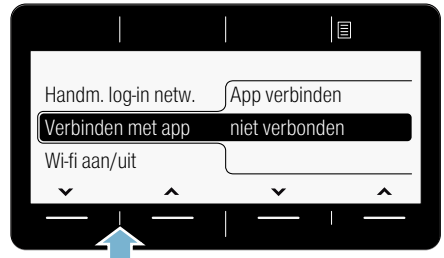 Handm. log-in netw.
App verbinden
Verbinden met app
niet verbonden
Wi-fi aan/uit